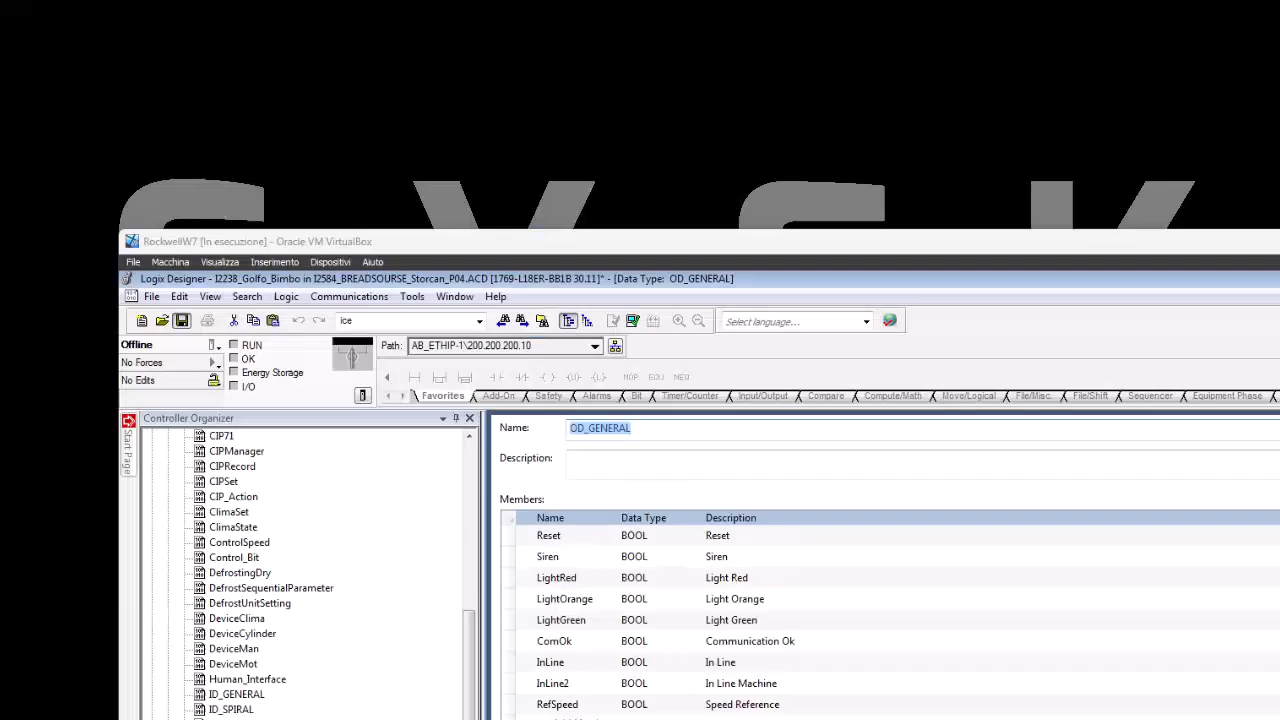 RockwellW7 [In esecuzione] - Oracle VM VirtualBox
File Macchina Visualizza Inserimento Dispositivi Aiuto
Logix Designer - I2238_Golfo_Bimbo in I2584_BREADSOURSE_Storcan_P04.ACD [1769-L18ER-BB1B 30.11]* - [Data Type: OD_GENERAL]
File Edit View Search Logic Communications Tools Window Help
ice
Select language...
Offline
RUN
Path: AB_ETHIP-1\200.200.200.10
No Forces
OK
No Edits
Energy Storage
I/O
NOP EQU NEQ
Favorites Add-On Safety Alarms Bit Timer/Counter Input/Output Compare Compute/Math Move/Logical File/Misc. File/Shift Sequencer Equipment Phase
Start Page
Controller Organizer
CIP71
CIPManager
CIPRecord
CIPSet
CIP_Action
ClimaSet
ClimaState
ControlSpeed
Control_Bit
DefrostingDry
DefrostSequentialParameter
DefrostUnitSetting
DeviceClima
DeviceCylinder
DeviceMan
DeviceMot
Human_Interface
ID_GENERAL
ID_SPIRAL
Name: OD_GENERAL
Description:
Members:
Name Data Type Description
Reset BOOL Reset
Siren BOOL Siren
LightRed BOOL Light Red
LightOrange BOOL Light Orange
LightGreen BOOL Light Green
ComOk BOOL Communication Ok
InLine BOOL In Line
InLine2 BOOL In Line Machine
RefSpeed BOOL Speed Reference